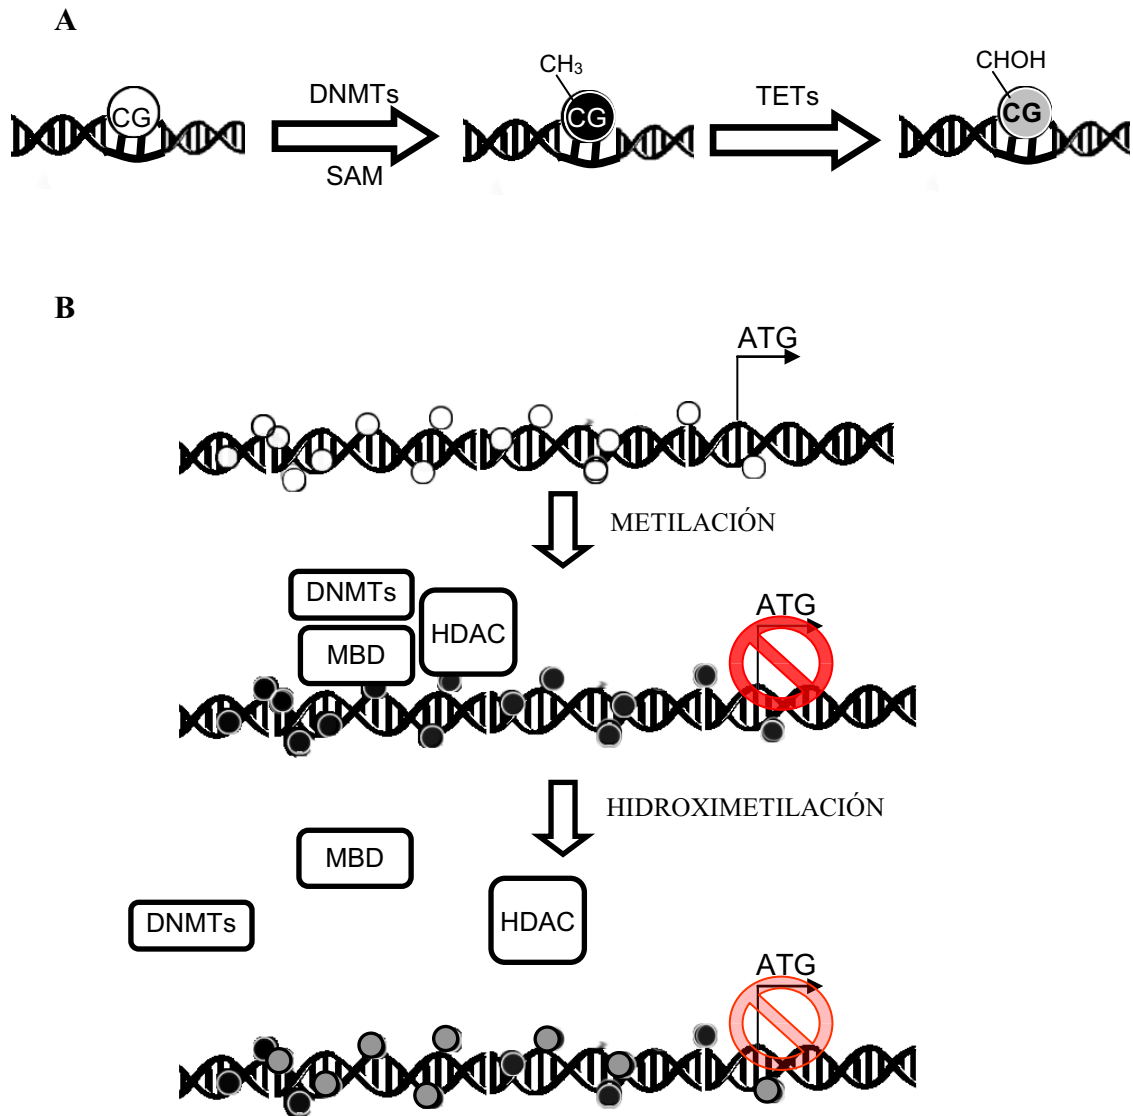 A
CG
DNMTs
SAM
CH3
CG
TETs
CHOH
CG
B
ATG
METILACIÓN
DNMTs
MBD
HDAC
ATG
HIDROXIMETILACIÓN
MBD
DNMTs
HDAC
ATG